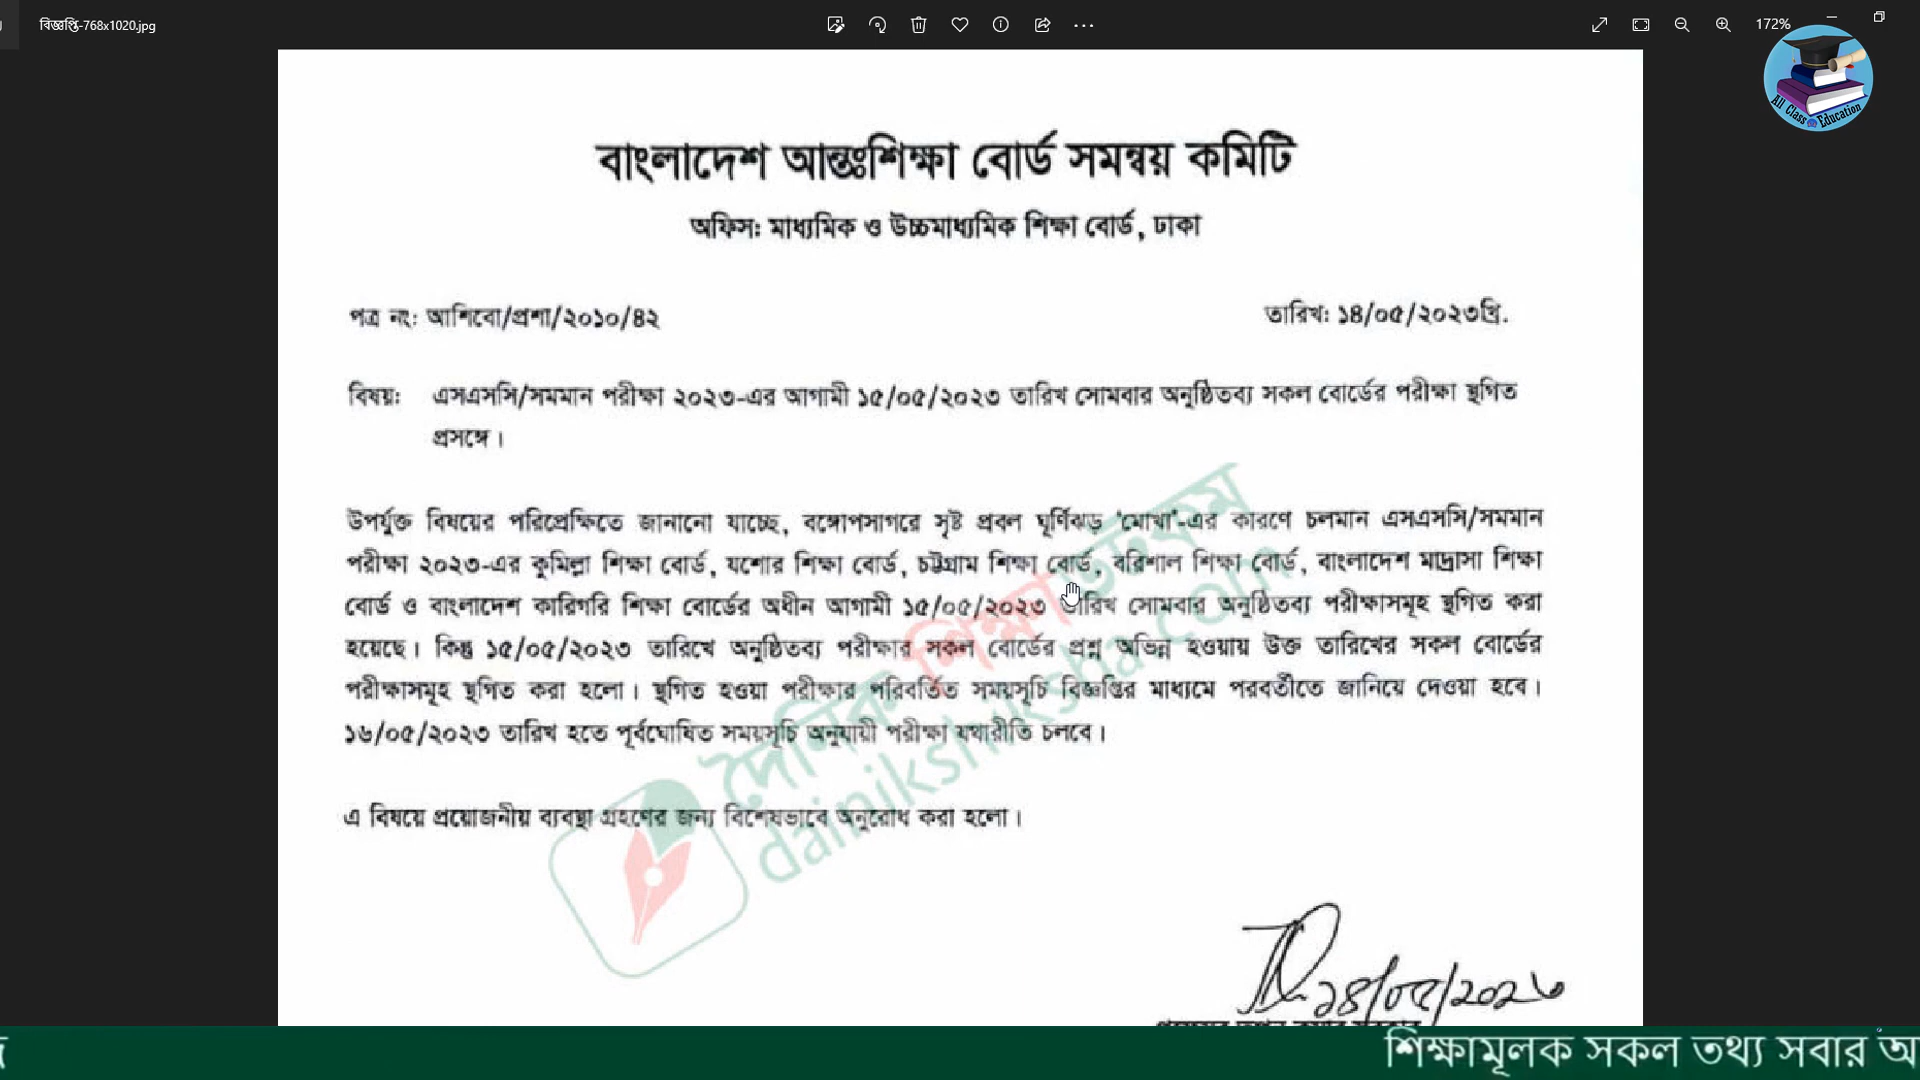 বিজ্ঞপ্তি-768x1020.jpg
172%
All Class Education
বাংলাদেশ আন্তঃশিক্ষা বোর্ড সমন্বয় কমিটি
অফিস: মাধ্যমিক ও উচ্চমাধ্যমিক শিক্ষা বোর্ড, ঢাকা
পত্র নং: আশিবো/প্রশা/২০১০/৪২
তারিখ: ১৪/০৫/২০২৩খ্রি.
বিষয়: এসএসসি/সমমান পরীক্ষা ২০২৩-এর আগামী ১৫/০৫/২০২৩ তারিখ সোমবার অনুষ্ঠিতব্য সকল বোর্ডের পরীক্ষা স্থগিত
প্রসঙ্গে।
উপর্যুক্ত বিষয়ের পরিপ্রেক্ষিতে জানানো যাচ্ছে, বঙ্গোপসাগরে সৃষ্ট প্রবল ঘূর্ণিঝড় ‘মোখা’-এর কারণে চলমান এসএসসি/সমমান
পরীক্ষা ২০২৩-এর কুমিল্লা শিক্ষা বোর্ড, যশোর শিক্ষা বোর্ড, চট্টগ্রাম শিক্ষা বোর্ড, বরিশাল শিক্ষা বোর্ড, বাংলাদেশ মাদ্রাসা শিক্ষা
বোর্ড ও বাংলাদেশ কারিগরি শিক্ষা বোর্ডের অধীন আগামী ১৫/০৫/২০২৩ তারিখ সোমবার অনুষ্ঠিতব্য পরীক্ষাসমূহ স্থগিত করা
হয়েছে। কিন্তু ১৫/০৫/২০২৩ তারিখে অনুষ্ঠিতব্য পরীক্ষার সকল বোর্ডের প্রশ্ন অভিন্ন হওয়ায় উক্ত তারিখের সকল বোর্ডের
পরীক্ষাসমূহ স্থগিত করা হলো। স্থগিত হওয়া পরীক্ষার পরিবর্তিত সময়সূচি বিজ্ঞপ্তির মাধ্যমে পরবর্তীতে জানিয়ে দেওয়া হবে।
১৬/০৫/২০২৩ তারিখ হতে পূর্বঘোষিত সময়সূচি অনুযায়ী পরীক্ষা যথারীতি চলবে।
এ বিষয়ে প্রয়োজনীয় ব্যবস্থা গ্রহণের জন্য বিশেষভাবে অনুরোধ করা হলো।
দৈনিক শিক্ষাডটকম
dainikshiksha.com
১৪/০৫/২০২৩
শিক্ষামূলক সকল তথ্য সবার